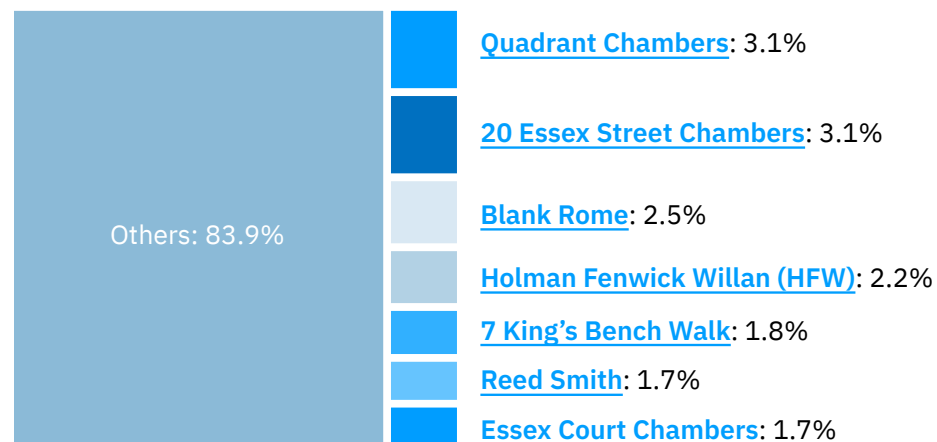 Quadrant Chambers: 3.1%
20 Essex Street Chambers: 3.1%
Blank Rome: 2.5%
Others: 83.9%
Holman Fenwick Willan (HFW): 2.2%
7 King’s Bench Walk: 1.8%
Reed Smith: 1.7%
Essex Court Chambers: 1.7%